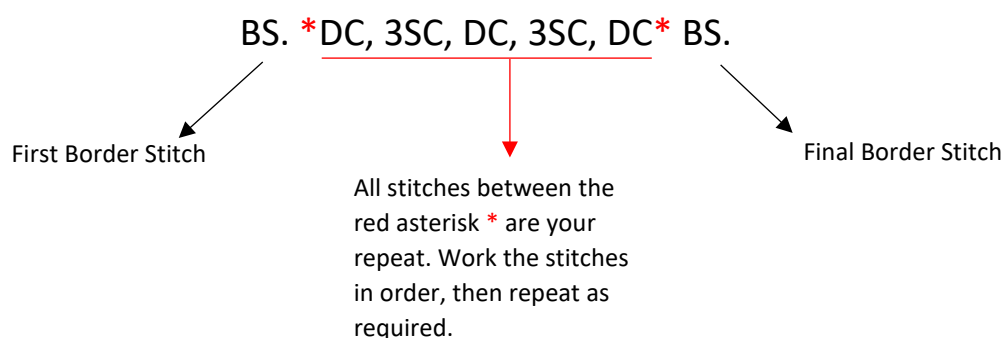 BS. *DC, 3SC, DC, 3SC, DC* BS.
First Border Stitch
Final Border Stitch
All stitches between the
red asterisk * are your
repeat. Work the stitches
in order, then repeat as
required.